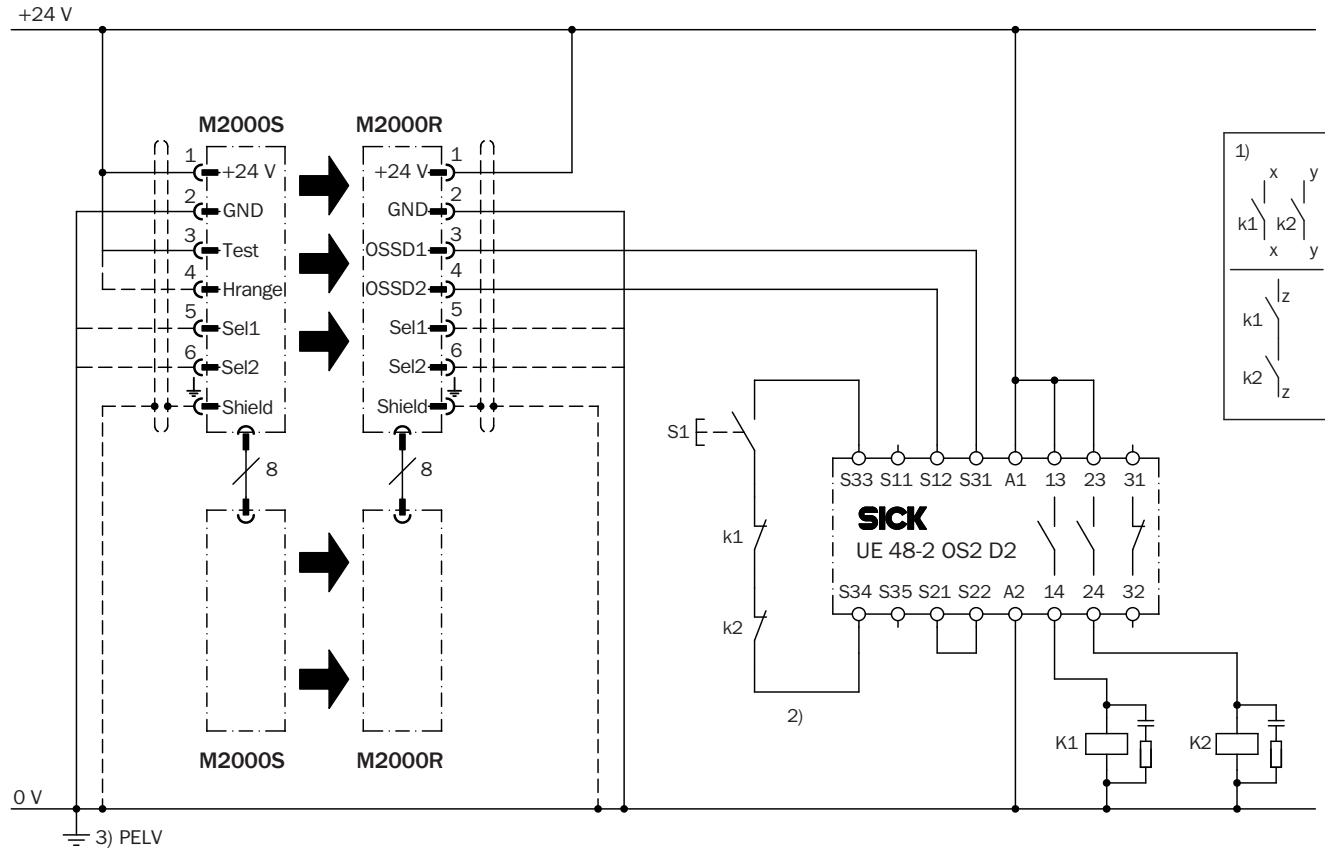 +24 V
M2000S
M2000R
1
+24 V
+24 V
1
2
GND
GND
2
3
Test
OSSD1
3
4
Hrange
OSSD2
4
5
Sel1
Sel1
5
6
Sel2
Sel2
6
Shield
Shield
8
8
M2000S
M2000R
0 V
3) PELV
S1
k1
k2
2)
S33 S11 S12 S31 A1 13 23 31
SICK
UE 48-2 OS2 D2
S34 S35 S21 S22 A2 14 24 32
K1
K2
1)
x y
k1 k2
x y
z
k1
k2
z